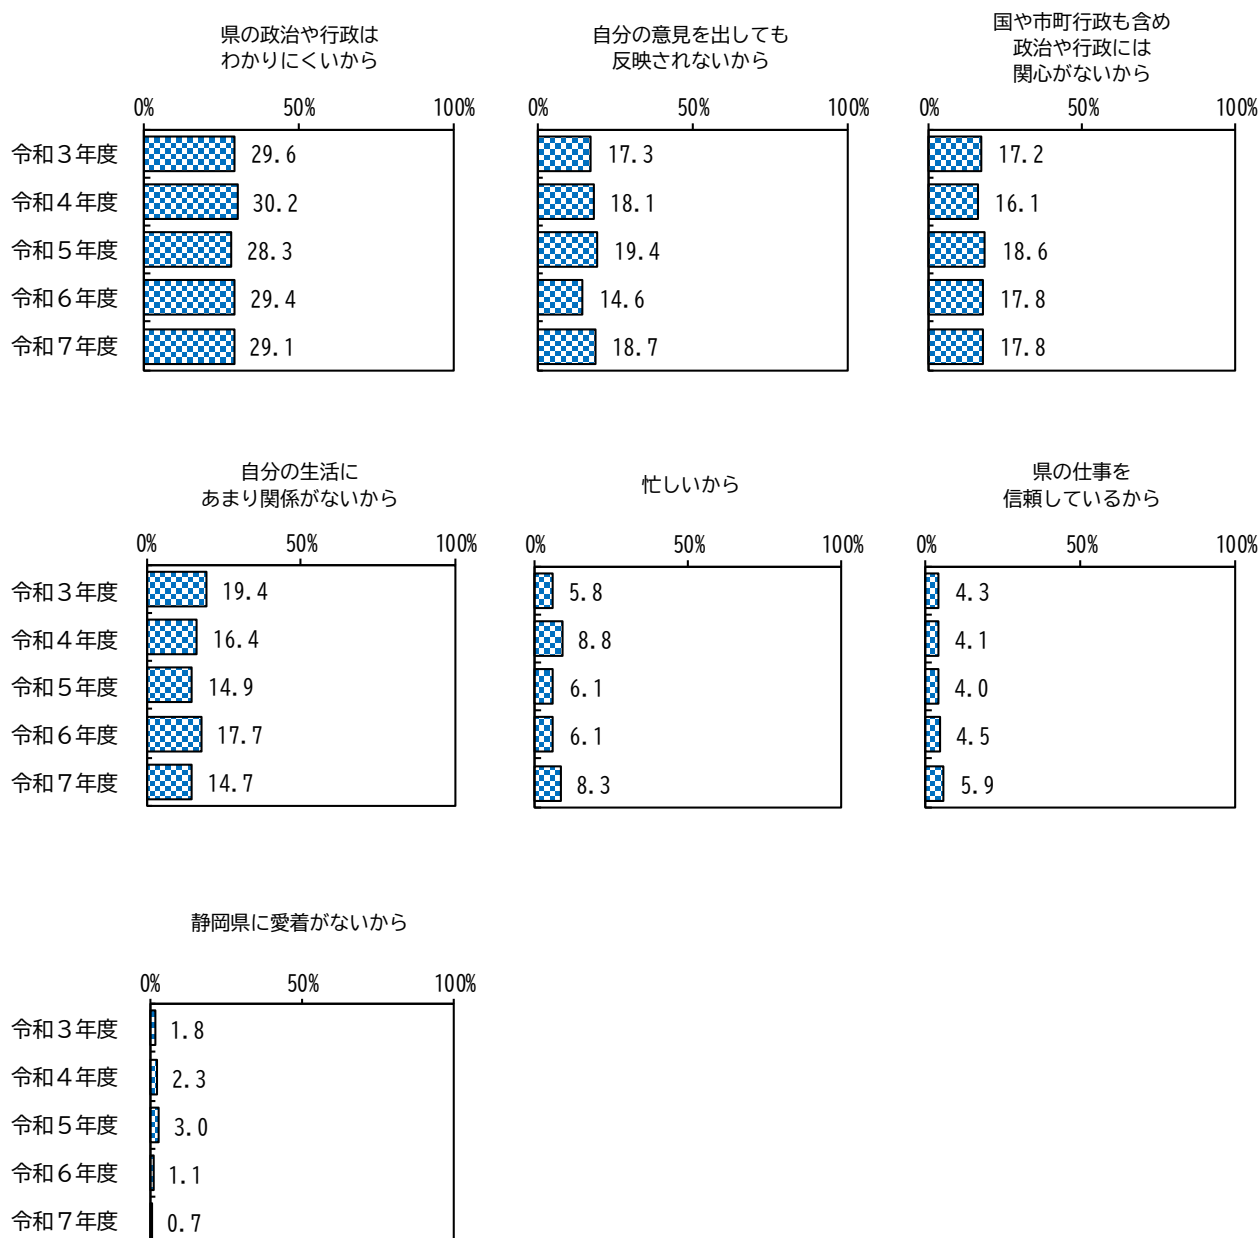 県の政治や行政は
わかりにくいから
0% 50% 100%
令和３年度 29.6
令和４年度 30.2
令和５年度 28.3
令和６年度 29.4
令和７年度 29.1
自分の意見を出しても
反映されないから
0% 50% 100%
17.3
18.1
19.4
14.6
18.7
国や市町行政も含め
政治や行政には
関心がないから
0% 50% 100%
17.2
16.1
18.6
17.8
17.8
自分の生活に
あまり関係がないから
0% 50% 100%
令和３年度 19.4
令和４年度 16.4
令和５年度 14.9
令和６年度 17.7
令和７年度 14.7
忙しいから
0% 50% 100%
5.8
8.8
6.1
6.1
8.3
県の仕事を
信頼しているから
0% 50% 100%
4.3
4.1
4.0
4.5
5.9
静岡県に愛着がないから
0% 50% 100%
令和３年度 1.8
令和４年度 2.3
令和５年度 3.0
令和６年度 1.1
令和７年度 0.7